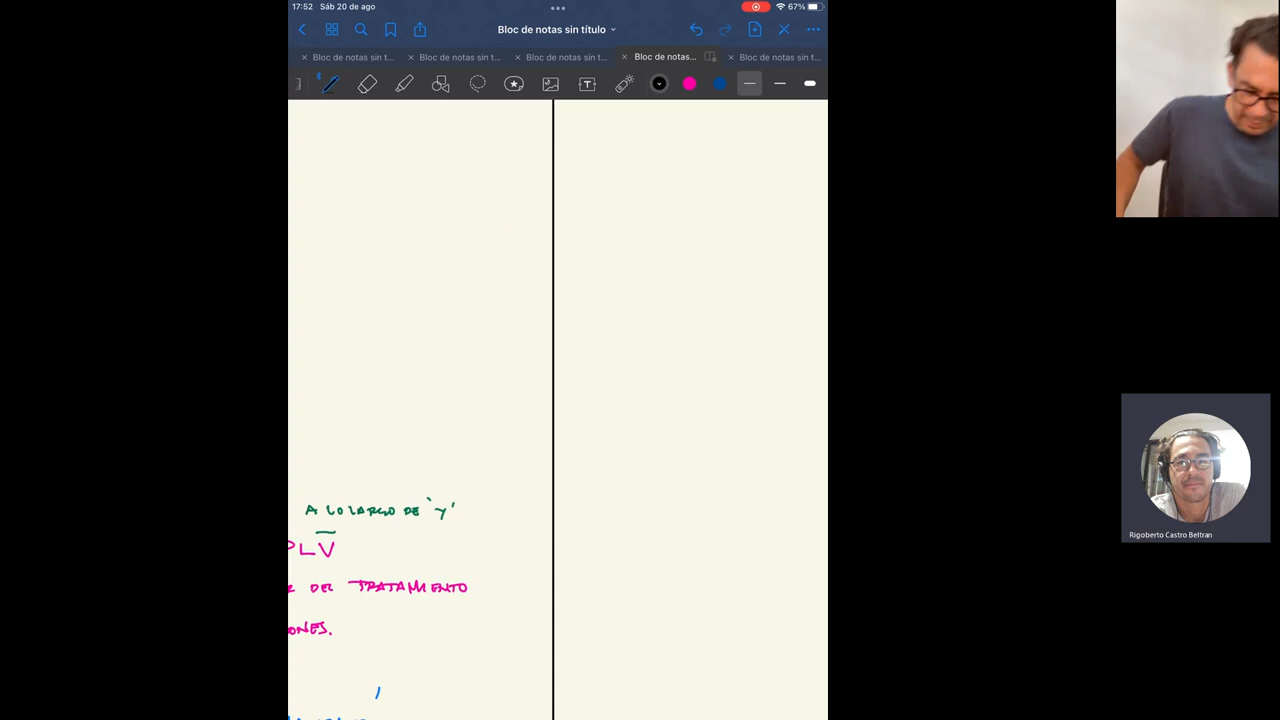 17:52 Sáb 20 de ago 67%
Bloc de notas sin título
Bloc de notas sin t... Bloc de notas sin t... Bloc de notas sin t... Bloc de notas... Bloc de notas sin t...
T
A LO LARGO DE 'Y'
PLV
DEL TRATAMIENTO
ONES.
Rigoberto Castro Beltran